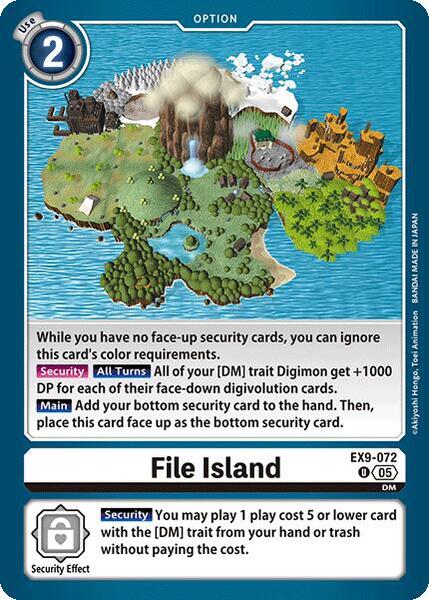 OPTION
Use
2
While you have no face-up security cards, you can ignore
this card's color requirements.
Security All Turns All of your [DM] trait Digimon get +1000
DP for each of their face-down digivolution cards.
Main Add your bottom security card to the hand. Then,
place this card face up as the bottom security card.
©Akiyoshi Hongo, Toei Animation BANDAI MADE IN JAPAN
File Island
EX9-072
U 05
DM
Security You may play 1 play cost 5 or lower card
with the [DM] trait from your hand or trash
without paying the cost.
Security Effect